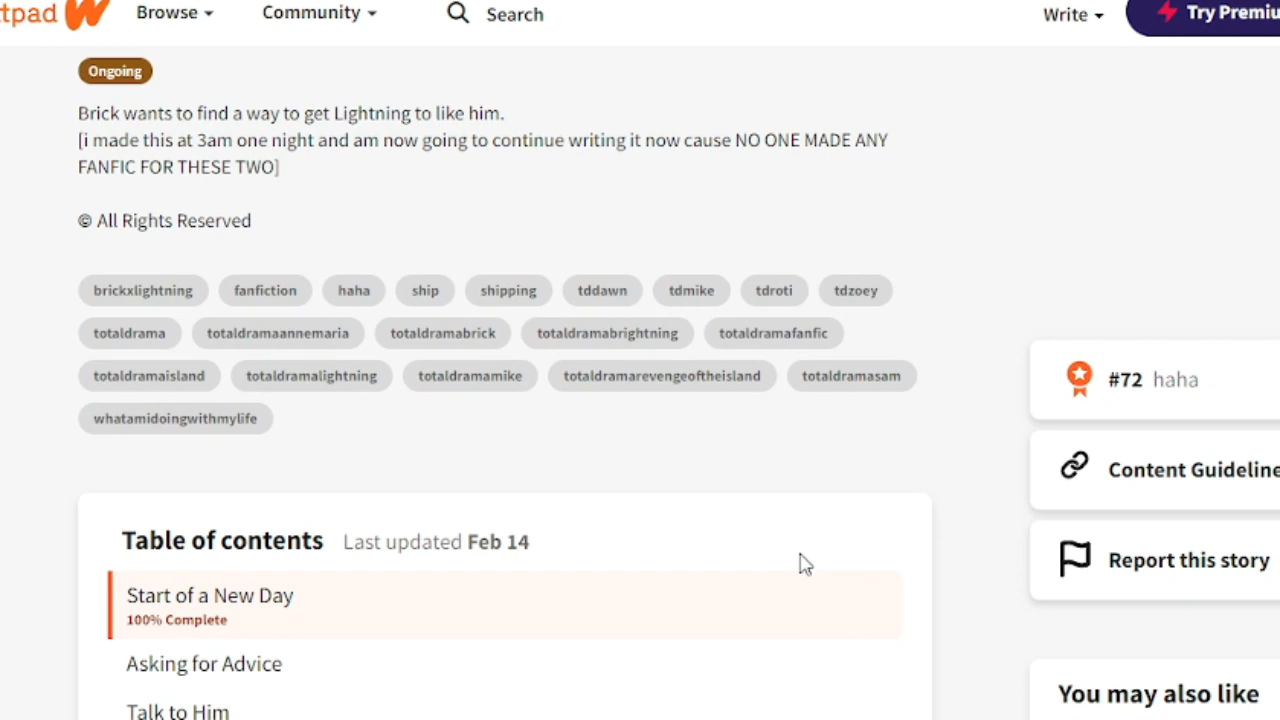 tpad Browse Community Search Write Try Premiu
Ongoing
Brick wants to find a way to get Lightning to like him.
[i made this at 3am one night and am now going to continue writing it now cause NO ONE MADE ANY
FANFIC FOR THESE TWO]
© All Rights Reserved
brickxlightning fanfiction haha ship shipping tddawn tdmike tdroti tdzoey
totaldrama totaldramaannemaria totaldramabrick totaldramabrightning totaldramafanfic
totaldramaisland totaldramalightning totaldramamike totaldramarevengeoftheisland totaldramasam
whatamidoingwithmylife
#72 haha
Content Guideline
Report this story
You may also like
Table of contents Last updated Feb 14
Start of a New Day
100% Complete
Asking for Advice
Talk to Him